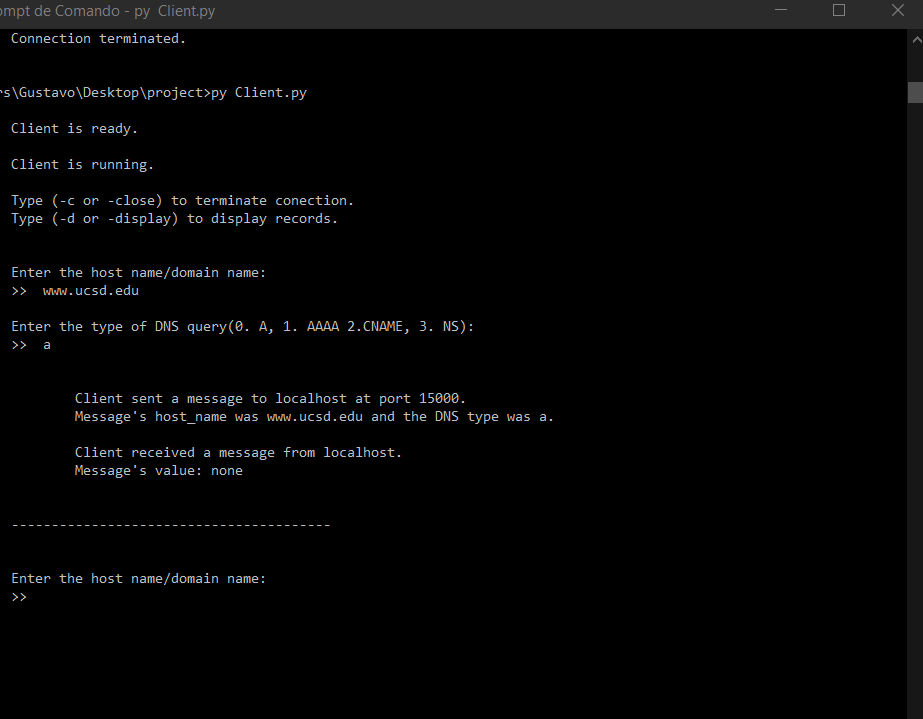 ompt de Comando - py  Client.py
Connection terminated.
rs\Gustavo\Desktop\project>py Client.py
Client is ready.
Client is running.
Type (-c or -close) to terminate conection.
Type (-d or -display) to display records.
Enter the host name/domain name:
>>  www.ucsd.edu
Enter the type of DNS query(0. A, 1. AAAA 2.CNAME, 3. NS):
>>  a
Client sent a message to localhost at port 15000.
Message's host_name was www.ucsd.edu and the DNS type was a.
Client received a message from localhost.
Message's value: none
----------------------------------------
Enter the host name/domain name:
>>